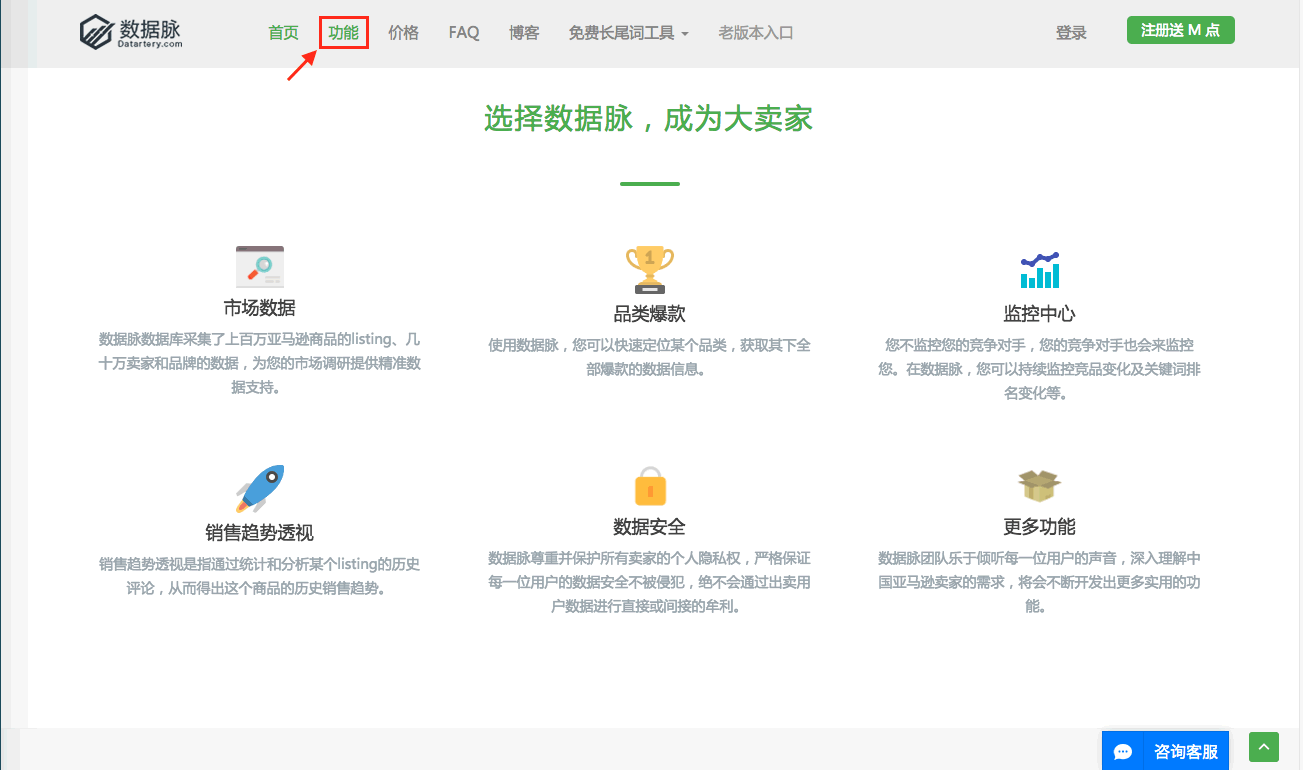 数据脉
Datartery.com
首页 功能 价格 FAQ 博客 免费长尾词工具 老版本入口 登录 注册送 M 点
选择数据脉，成为大卖家
1
市场数据
数据脉数据库采集了上百万亚马逊商品的listing、几
十万卖家和品牌的数据，为您的市场调研提供精准数
据支持。
品类爆款
使用数据脉，您可以快速定位某个品类，获取其下全
部爆款的数据信息。
监控中心
您不监控您的竞争对手，您的竞争对手也会来监控
您。在数据脉，您可以持续监控竞品变化及关键词排
名变化等。
销售趋势透视
销售趋势透视是指通过统计和分析某个listing的历史
评论，从而得出这个商品的历史销售趋势。
数据安全
数据脉尊重并保护所有卖家的个人隐私权，严格保证
每一位用户的数据安全不被侵犯，绝不会通过出卖用
户数据进行直接或间接的牟利。
更多功能
数据脉团队乐于倾听每一位用户的声音，深入理解中
国亚马逊卖家的需求，将会不断开发出更多实用的功
能。
咨询客服